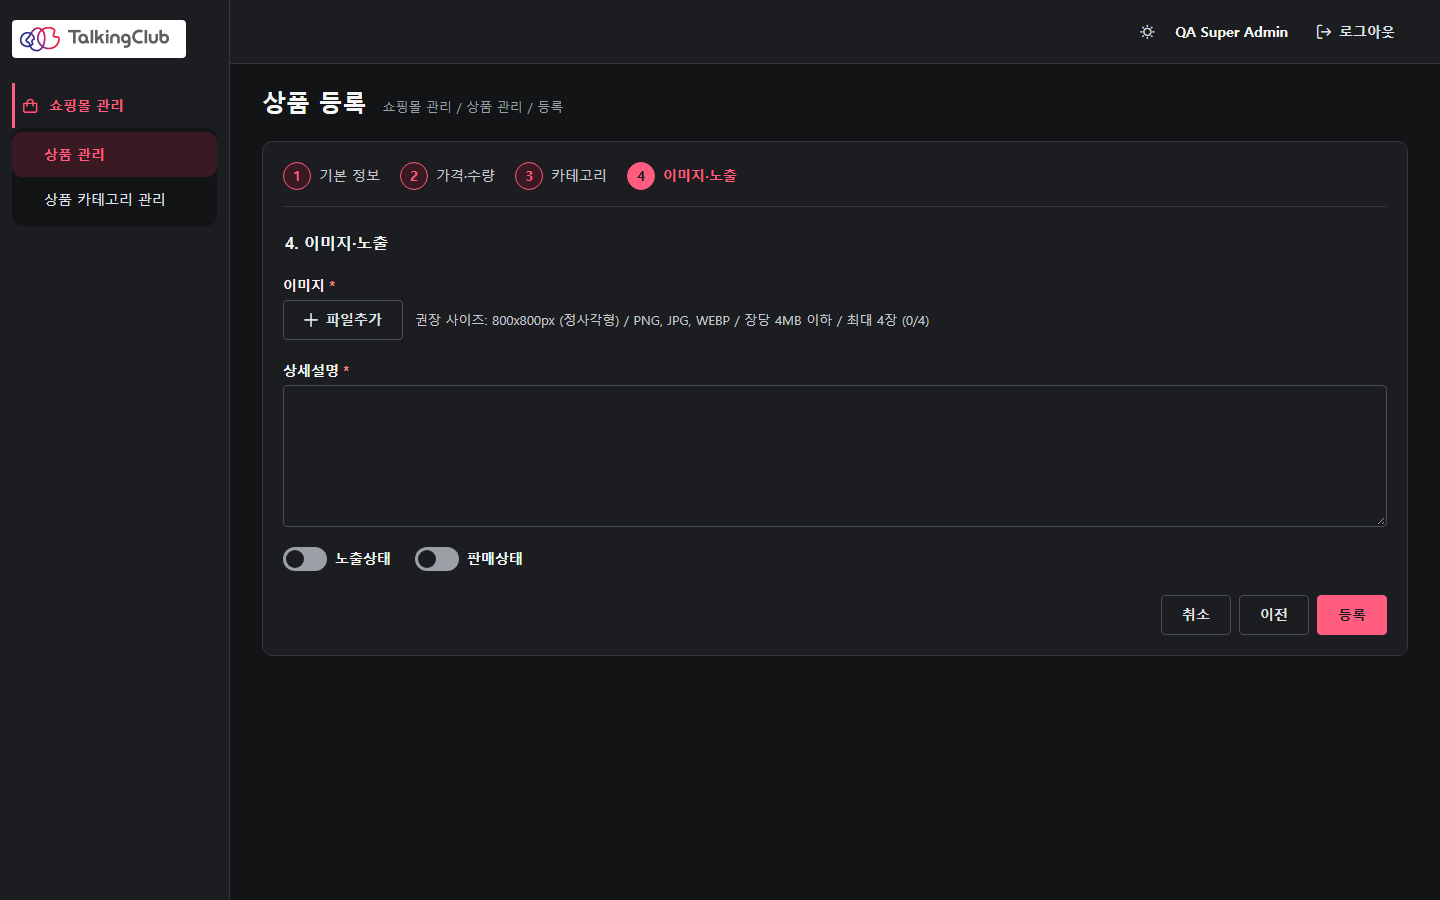 TalkingClub
QA Super Admin
로그아웃
쇼핑몰 관리
상품 관리
상품 카테고리 관리
상품 등록
쇼핑몰 관리 / 상품 관리 / 등록
1 기본 정보 2 가격·수량 3 카테고리 4 이미지·노출
4. 이미지·노출
이미지 *
+ 파일추가 권장 사이즈: 800x800px (정사각형) / PNG, JPG, WEBP / 장당 4MB 이하 / 최대 4장 (0/4)
상세설명 *
노출상태 판매상태
취소 이전 등록